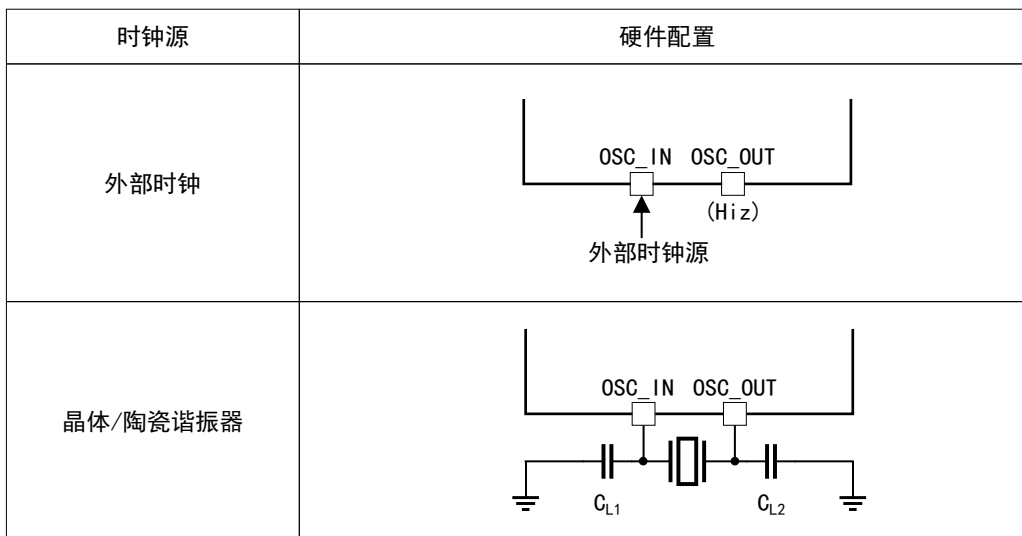 时钟源 硬件配置
外部时钟
OSC_IN OSC_OUT
(Hiz)
外部时钟源
晶体/陶瓷谐振器
OSC_IN OSC_OUT
CL1 CL2